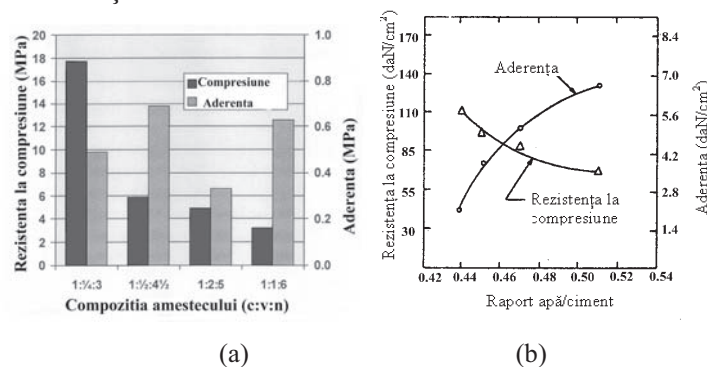 (a)
Rezistenta la compresiune (MPa)
20
18
16
14
12
10
8
6
4
2
0
Compresiune
Aderenta
1.0
0.8
0.6
0.4
0.2
0.0
Aderenta (MPa)
1:¼:3
1:½:4½
1:2:5
1:1:6
Compozitia amestecului (c:v:n)
(a)
(b)
Rezistenţa la compresiune (daN/cm²)
170
140
110
85
55
30
Aderenţa
Rezistenţa la
compresiune
8.4
7.0
5.6
4.2
2.8
1.4
Aderenţa (daN/cm²)
0.42
0.44
0.46
0.48
0.50
0.52
0.54
Raport apă/ciment
(b)